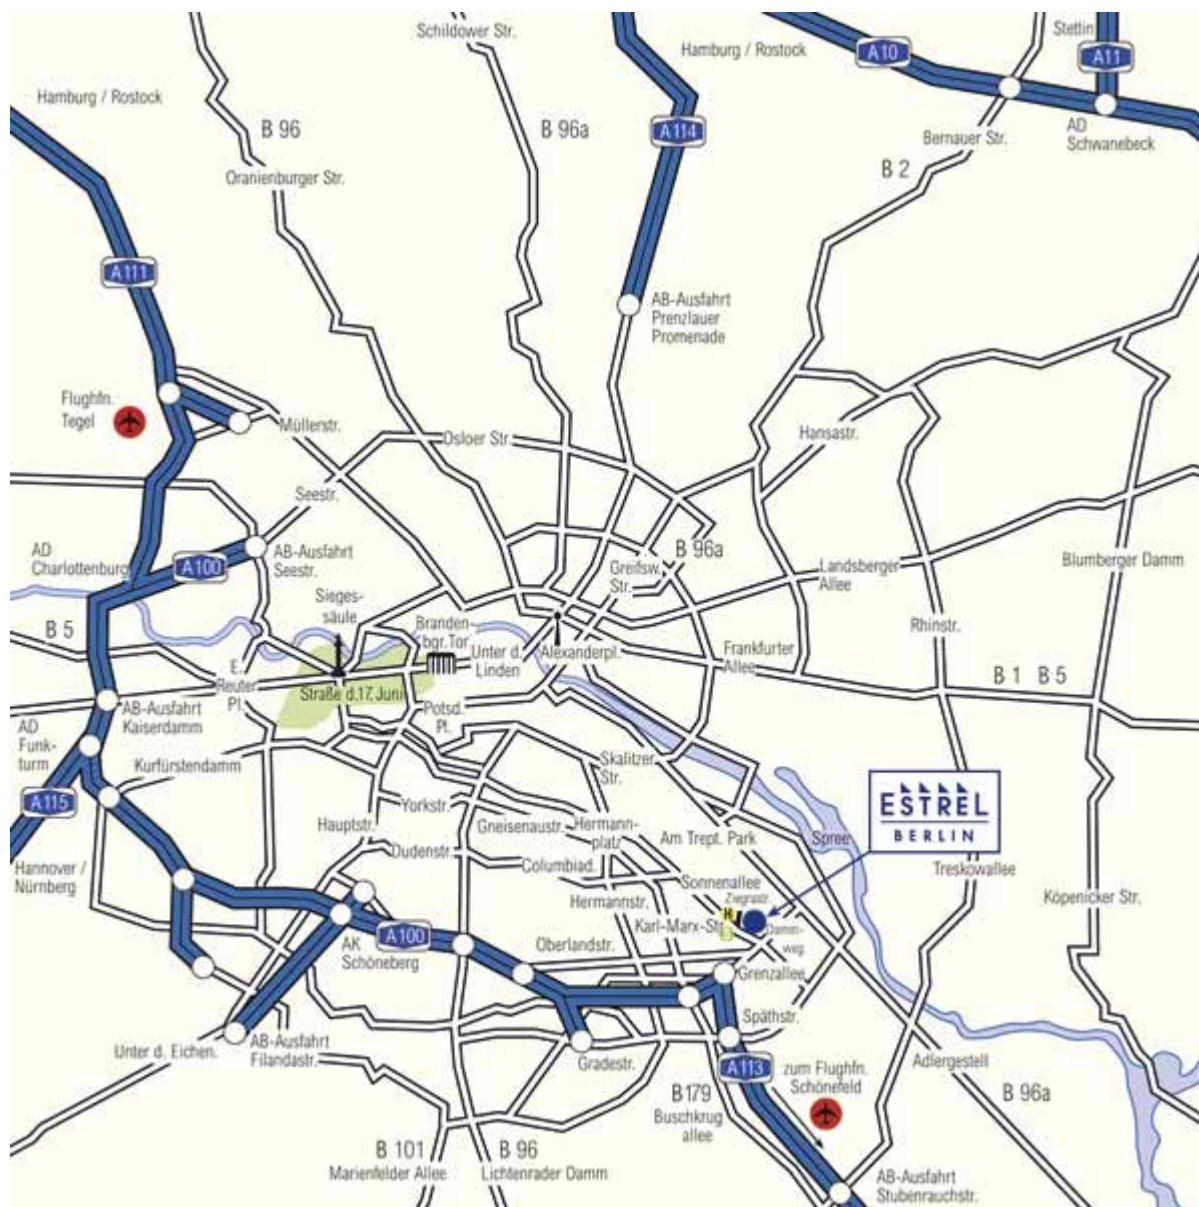 Schildower Str.
Stettin
Hamburg / Rostock
A10
A11
Hamburg / Rostock
B 96
B 96a
A114
Bernauer Str.
AD
Schwanebeck
B 2
Oranienburger Str.
A111
AB-Ausfahrt
Prenzlauer
Promenade
Flughfn.
Tegel
Müllerstr.
Osloer Str.
Hansastr.
Seestr.
AD
Charlottenburg
A100
AB-Ausfahrt
Seestr.
B 96a
Greifsw.
Str.
Landsberger
Allee
Blumberger Damm
Sieges-
säule
B 5
Branden-
bgr.Tor
Unter d.
Linden
Alexanderpl.
Frankfurter
Allee
Rhinstr.
B 1 B 5
E.
Reuter
Pl.
Straße d.17. Juni
AB-Ausfahrt
Kaiserdamm
Potsd.
Pl.
AD
Funk-
turm
Kurfürstendamm
Skalitzer
Str.
A115
ESTREL
BERLIN
Yorkstr.
Hauptstr.
Gneisenaustr.
Hermann-
platz
Am Trept. Park
Spree
Dudenstr.
Columbiad.
Hannover /
Nürnberg
Treskowallee
Sonnenallee
Ziegrastr.
Hermannstr.
Köpenicker Str.
H
Karl-Marx-Str.
Damm-
weg
A100
AK
Schöneberg
Oberlandstr.
Grenzallee
Späthstr.
Unter d. Eichen.
AB-Ausfahrt
Filandastr.
Gradestr.
A113
zum Flughfn.
Schönefeld
Adlergestell
B 96a
B179
Buschkrug
allee
B 101
Marienfelder Allee
B 96
Lichtenrader Damm
AB-Ausfahrt
Stubenrauchstr.